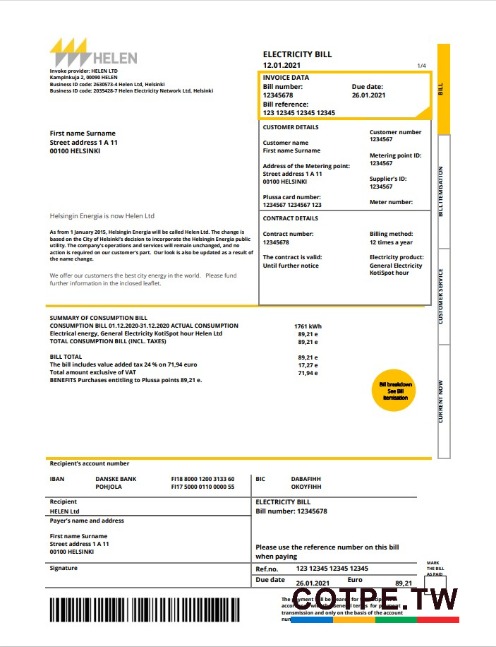 HELEN
Invoke provider: HELEN LTD
Kampinkuja 2, 00090 HELEN
Business ID code: 2630573-4 Helen Ltd, Helsinki
Business ID code: 2035428-7 Helen Electricity Network Ltd, Helsinki
ELECTRICITY BILL
12.01.2021
1/4
INVOICE DATA
Bill number: Due date:
12345678 26.01.2021
Bill reference:
123 12345 12345 12345
BILL
BILL ITEMISATION
CUSTOMER SERVICE
CURRENT NOW
First name Surname
Street address 1 A 11
00100 HELSINKI
CUSTOMER DETAILS
Customer name
First name Surname
Address of the Metering point:
Street address 1 A 11
00100 HELSINKI
Plussa card number:
1234567 1234567 123
Customer number
1234567
Metering point ID:
1234567
Supplier's ID:
1234567
Meter number:
CONTRACT DETAILS
Contract number:
12345678
The contract is valid:
Until further notice
Billing method:
12 times a year
Electricity product:
General Electricity
KotiSpot hour
Helsingin Energia is now Helen Ltd
As from 1 January 2015, Helsingin Energia will be called Helen Ltd. The change is
based on the City of Helsinki's decision to incorporate the Helsingin Energia public
utility. The company's operations and services will remain unchanged, and no
action is required on our customer's part. Our look is also be updated as a result of
the name change.
We offer our customers the best city energy in the world. Please fund
further information in the inclosed leaflet.
SUMMARY OF CONSUMPTION BILL
CONSUMPTION BILL 01.12.2020-31.12.2020 ACTUAL CONSUMPTION 1761 kWh
Electrical energy, General Electricity KotiSpot hour Helen Ltd 89,21 e
TOTAL CONSUMPTION BILL (INCL. TAXES) 89,21 e
BILL TOTAL 89,21 e
The bill includes value added tax 24 % on 71,94 euro 17,27 e
Total amount exclusive of VAT 71,94 e
BENEFITS Purchases entitling to Plussa points 89,21 e.
Bill breakdown
See Bill
itemisation
Recipient's account number
IBAN DANSKE BANK FI18 8000 1200 3133 60 BIC DABAFIHH
POHJOLA FI17 5000 0110 0000 55 OKOYFIHH
Recipient
HELEN Ltd
ELECTRICITY BILL
Bill number: 12345678
Payer's name and address
First name Surname
Street address 1 A 11
00100 HELSINKI
Please use the reference number on this bill
when paying
Signature
Ref.no. 123 12345 12345 12345
Due date 26.01.2021 Euro 89,21
MARK
THE BILL
AS PAID
COTPE.TW
transmission and only on the basis of the account